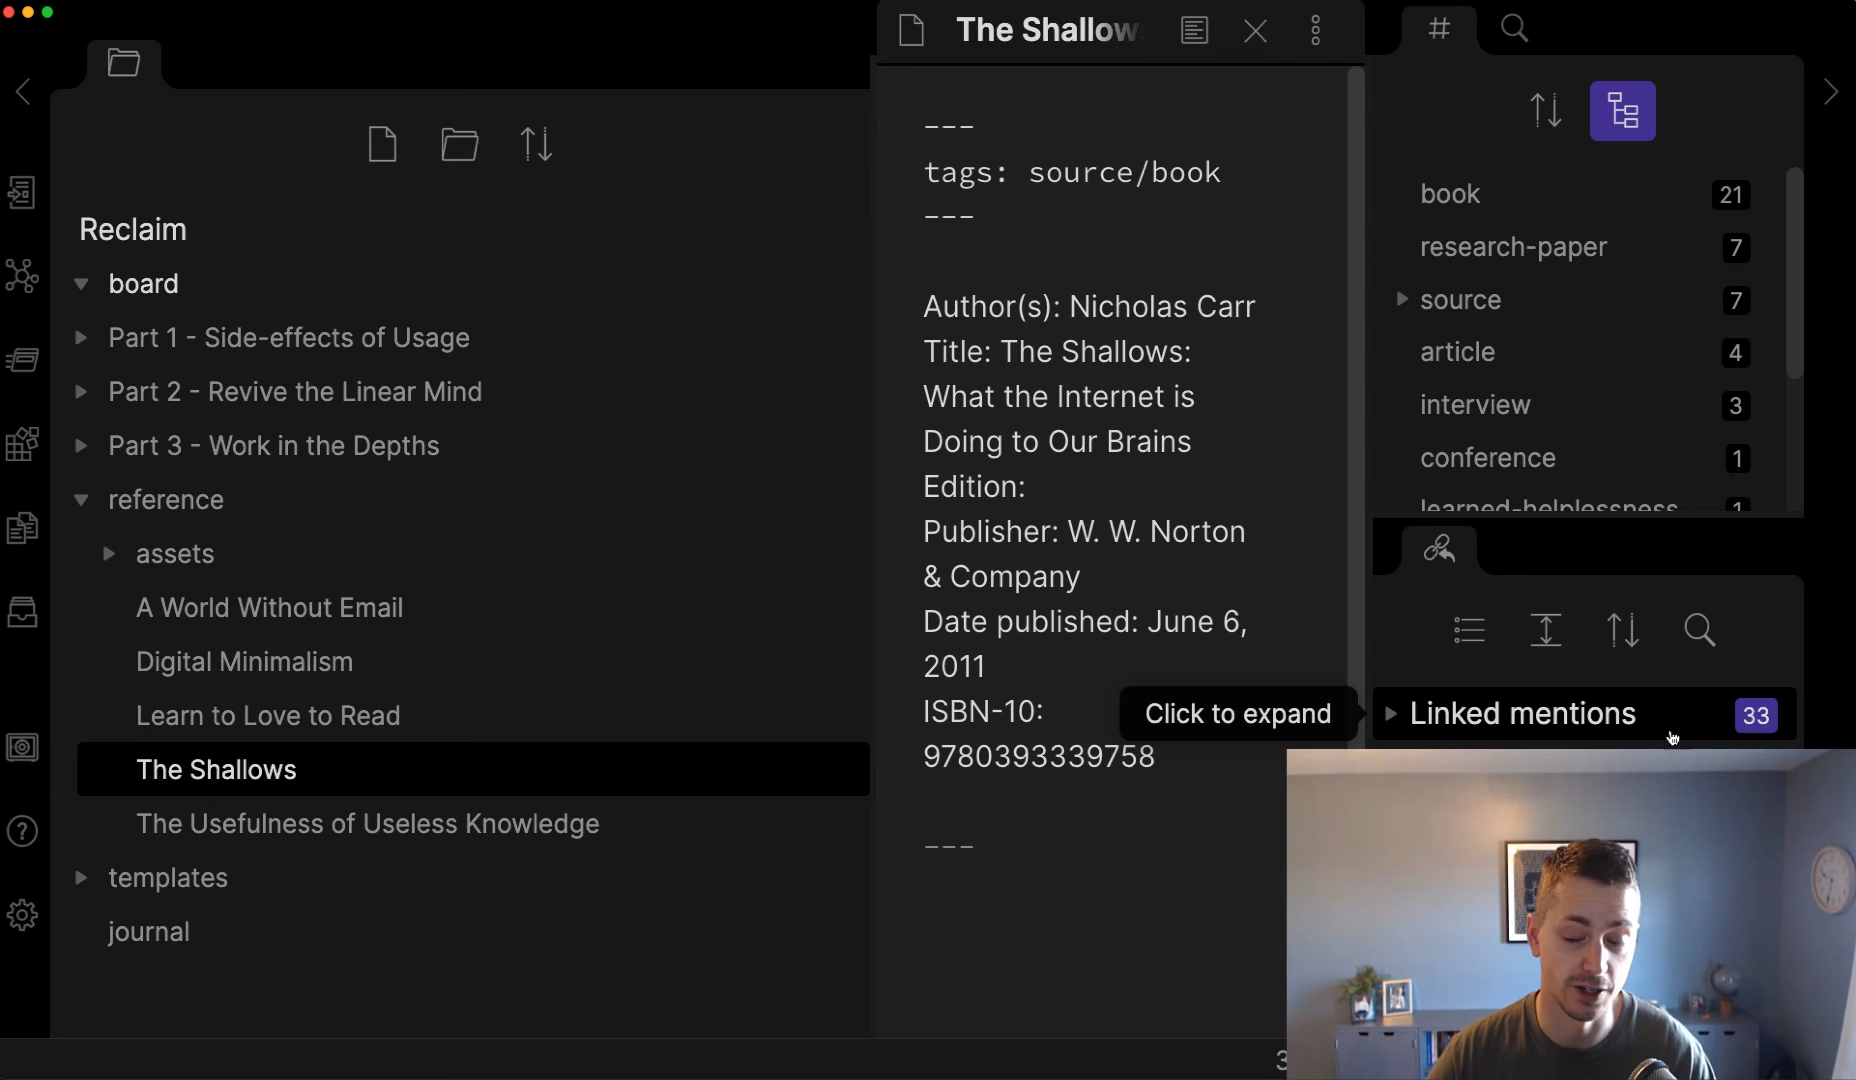 Reclaim
board
Part 1 - Side-effects of Usage
Part 2 - Revive the Linear Mind
Part 3 - Work in the Depths
reference
assets
A World Without Email
Digital Minimalism
Learn to Love to Read
The Shallows
The Usefulness of Useless Knowledge
templates
journal
The Shallow
---
tags: source/book
---
Author(s): Nicholas Carr
Title: The Shallows:
What the Internet is
Doing to Our Brains
Edition:
Publisher: W. W. Norton
& Company
Date published: June 6,
2011
ISBN-10:
9780393339758
---
Click to expand
book 21
research-paper 7
source 7
article 4
interview 3
conference 1
learned-helplessness 1
Linked mentions 33
3